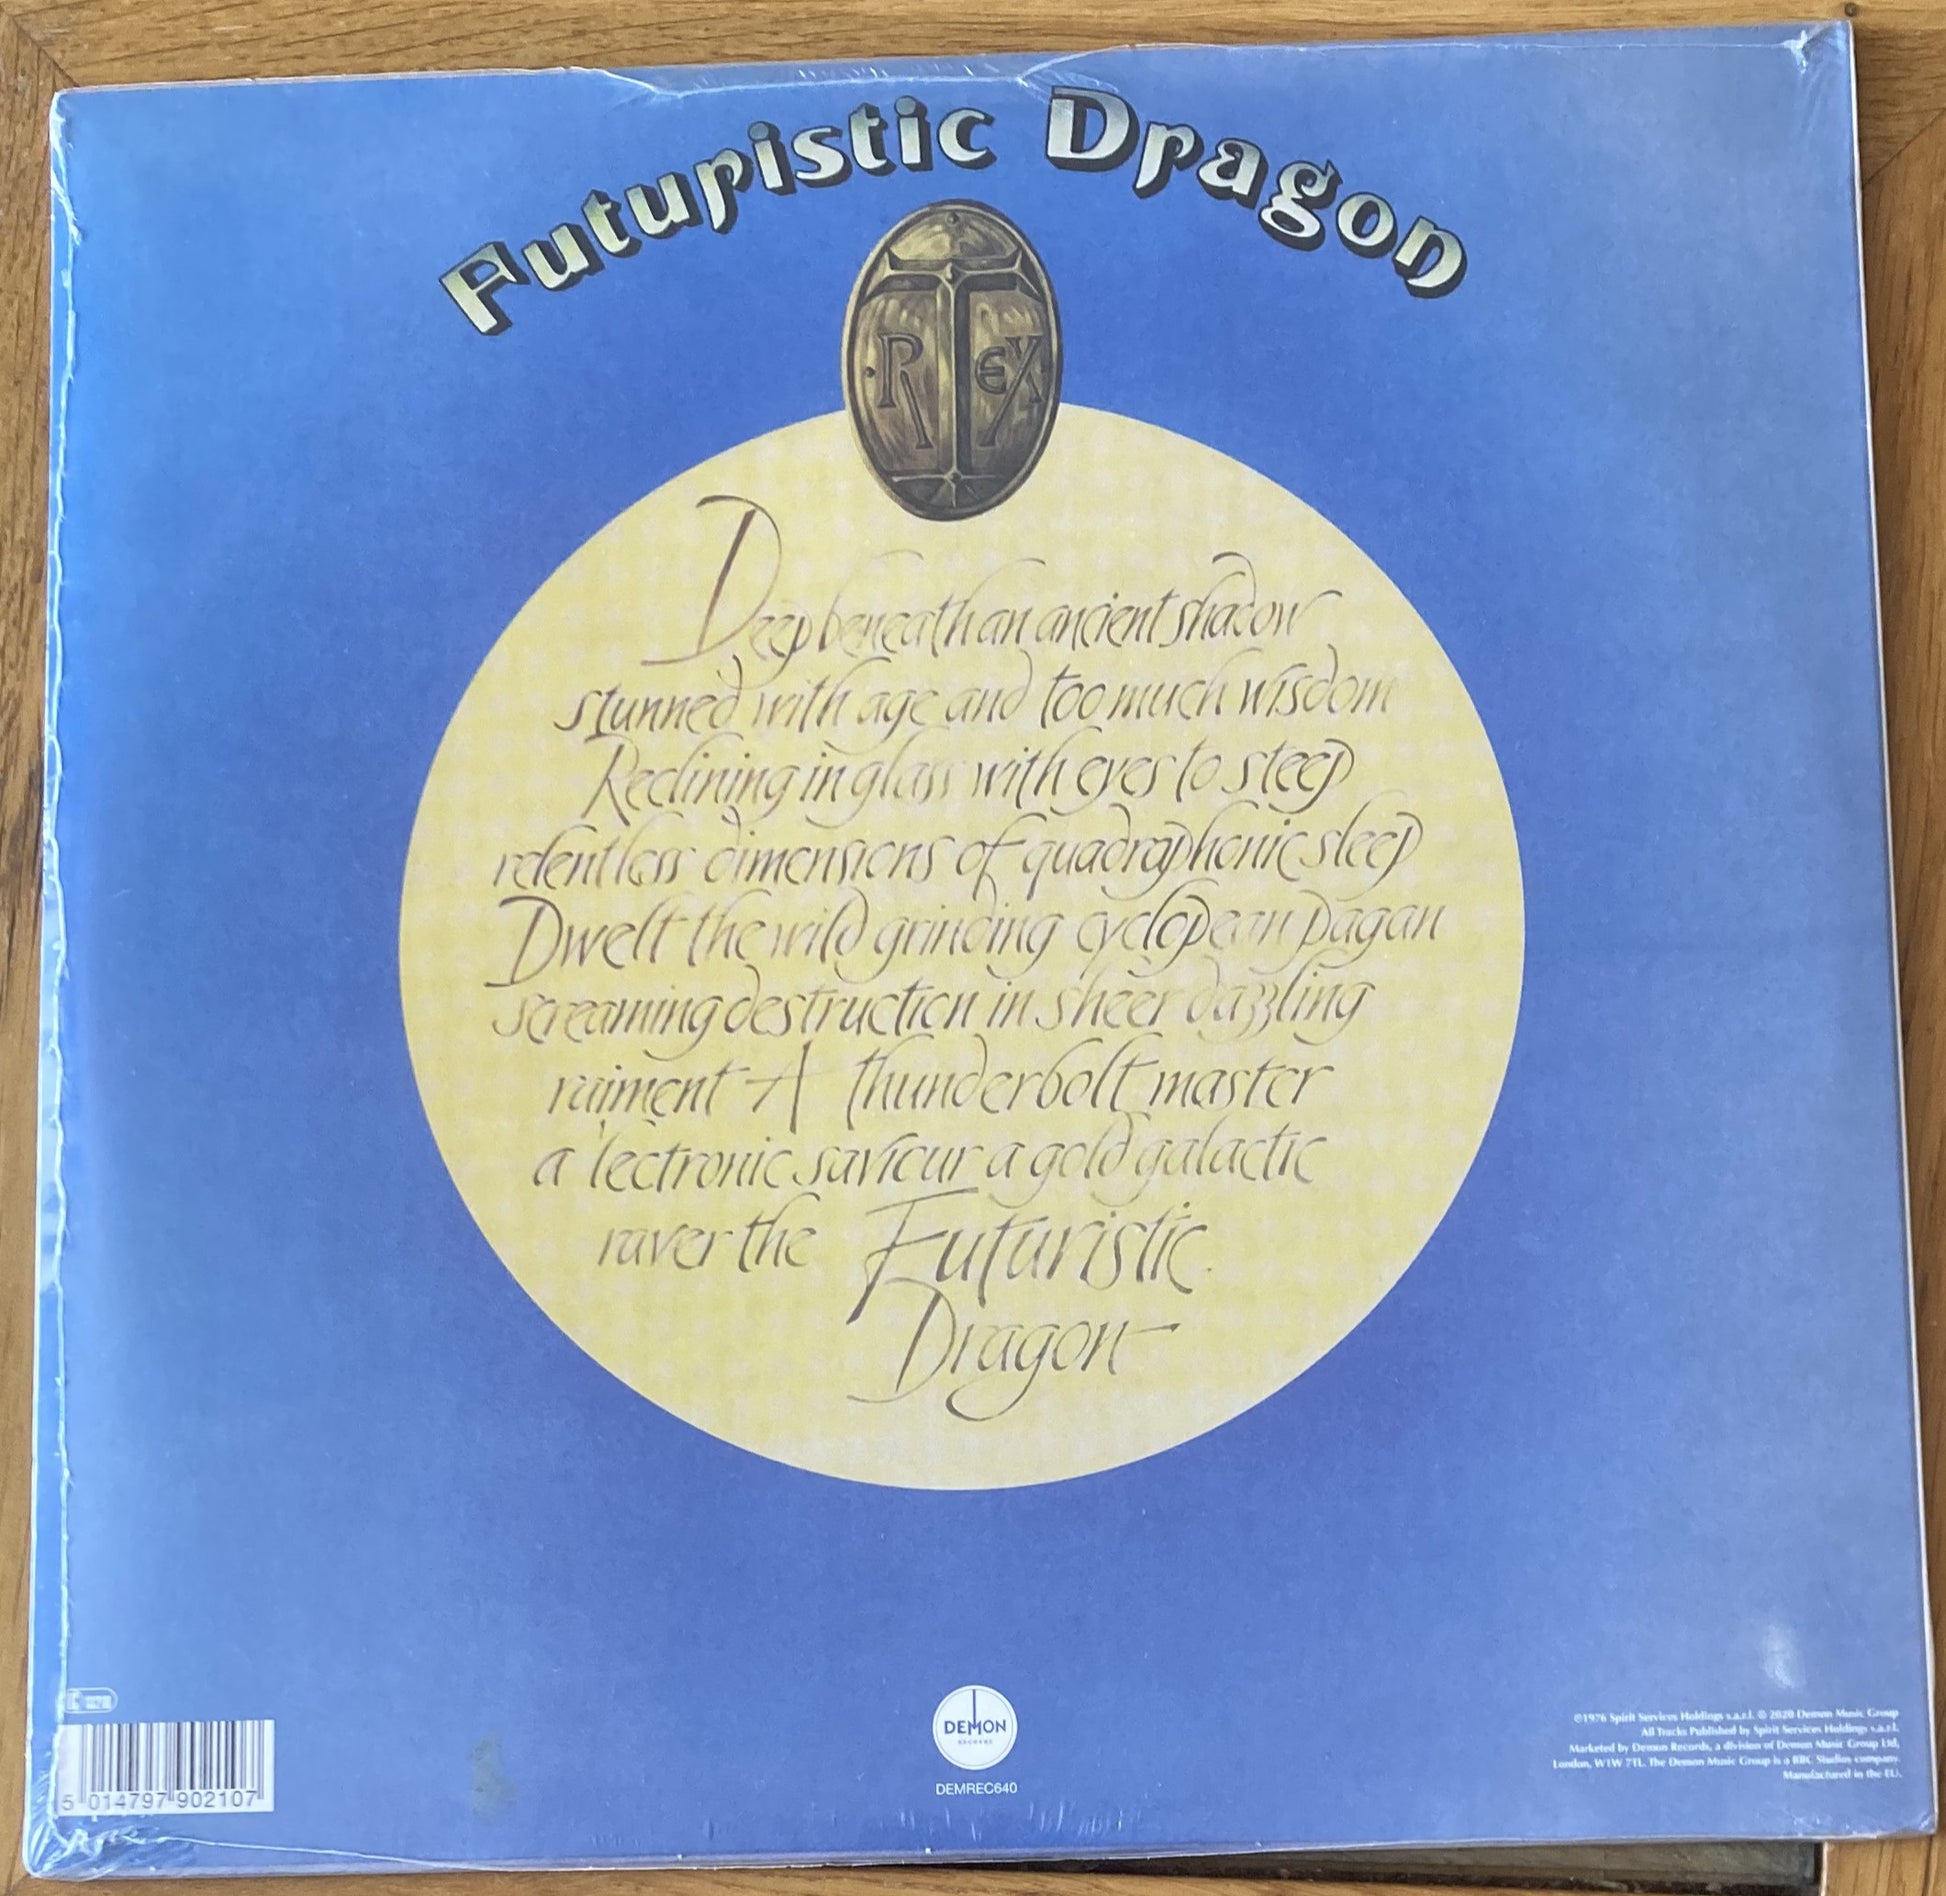 Futuristic Dragon
T
REX
Deep beneath an ancient shadow
stunned with age and too much wisdom
Reclining in glass with eyes to steep
relentless dimensions of quadraphonic sleep
Dwelt the wild grinding cyclopean pagan
screaming destruction in sheer dazzling
raiment A thunderbolt master
a 'lectronic saviour a gold galactic
raver the Futuristic
Dragon
DEMON
RECORDS
DEMREC640
5 014797 902107
℗1976 Spirit Services Holdings s.a.r.l. © 2020 Demon Music Group
All Tracks Published by Spirit Services Holdings s.a.r.l.
Marketed by Demon Records, a division of Demon Music Group Ltd,
London, W1W 7TL. The Demon Music Group is a BBC Studios company.
Manufactured in the EU.